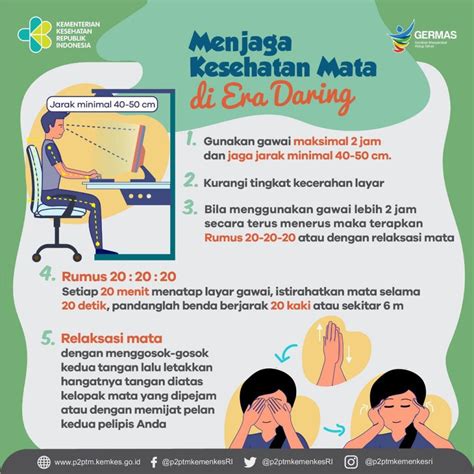 KEMENTERIAN
KESEHATAN
REPUBLIK
INDONESIA
GERMAS
Gerakan Masyarakat
Hidup Sehat
Menjaga
Kesehatan Mata
di Era Daring
Jarak minimal 40-50 cm
1. Gunakan gawai maksimal 2 jam
dan jaga jarak minimal 40-50 cm.
2. Kurangi tingkat kecerahan layar
3. Bila menggunakan gawai lebih 2 jam
secara terus menerus maka terapkan
Rumus 20-20-20 atau dengan relaksasi mata
4. Rumus 20 : 20 : 20
Setiap 20 menit menatap layar gawai, istirahatkan mata selama
20 detik, pandanglah benda berjarak 20 kaki atau sekitar 6 m
5. Relaksasi mata
dengan menggosok-gosok
kedua tangan lalu letakkan
hangatnya tangan diatas
kelopak mata yang dipejam
atau dengan memijat pelan
kedua pelipis Anda
www.p2ptm.kemkes.go.id
@p2ptmkemenkesRI
@p2ptmkemenkesRI
@p2ptmkemenkesri